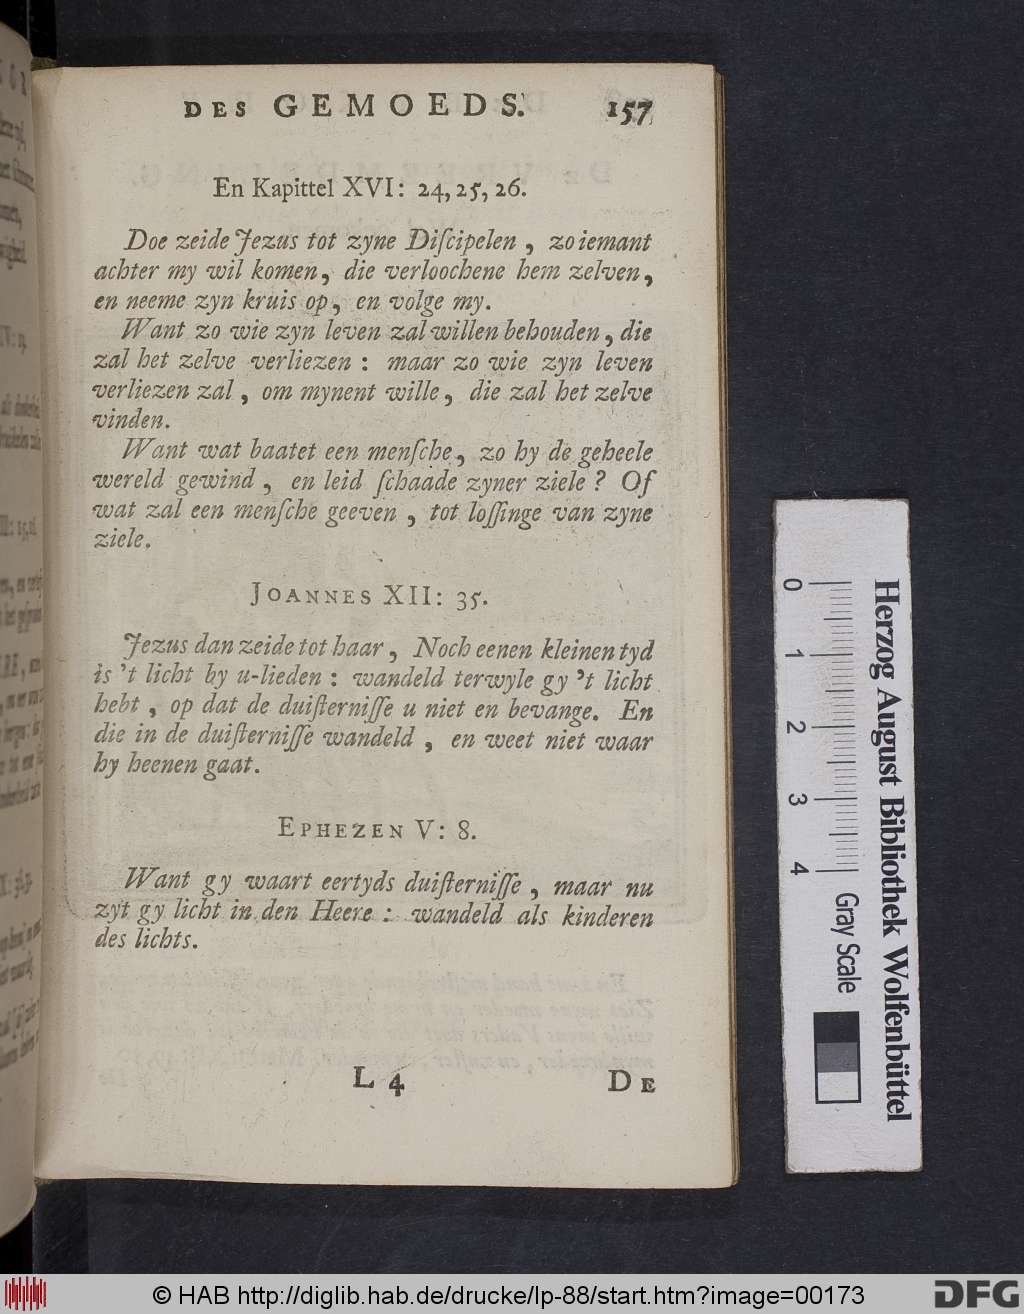 DES GEMOEDS. 157
En Kapittel XVI: 24, 25, 26.
Doe zeide Jezus tot zyne Diſcipelen, zo iemant
achter my wil komen, die verloochene hem zelven,
en neeme zyn kruis op, en volge my.
Want zo wie zyn leven zal willen behouden, die
zal het zelve verliezen: maar zo wie zyn leven
verliezen zal, om mynent wille, die zal het zelve
vinden.
Want wat baatet een menſche, zo hy de geheele
wereld gewind, en leid ſchaade zyner ziele? Of
wat zal een menſche geeven, tot loſſinge van zyne
ziele.
JOANNES XII: 35.
Jezus dan zeide tot haar, Noch eenen kleinen tyd
is 't licht by u-lieden: wandeld terwyle gy 't licht
hebt, op dat de duiſterniſſe u niet en bevange. En
die in de duiſterniſſe wandeld, en weet niet waar
hy heenen gaat.
EPHEZEN V: 8.
Want gy waart eertyds duiſterniſſe, maar nu
zyt gy licht in den Heere: wandeld als kinderen
des lichts.
L 4 DE
Herzog August Bibliothek Wolfenbüttel
0 1 2 3 4 Gray Scale
© HAB http://diglib.hab.de/drucke/lp-88/start.htm?image=00173
DFG